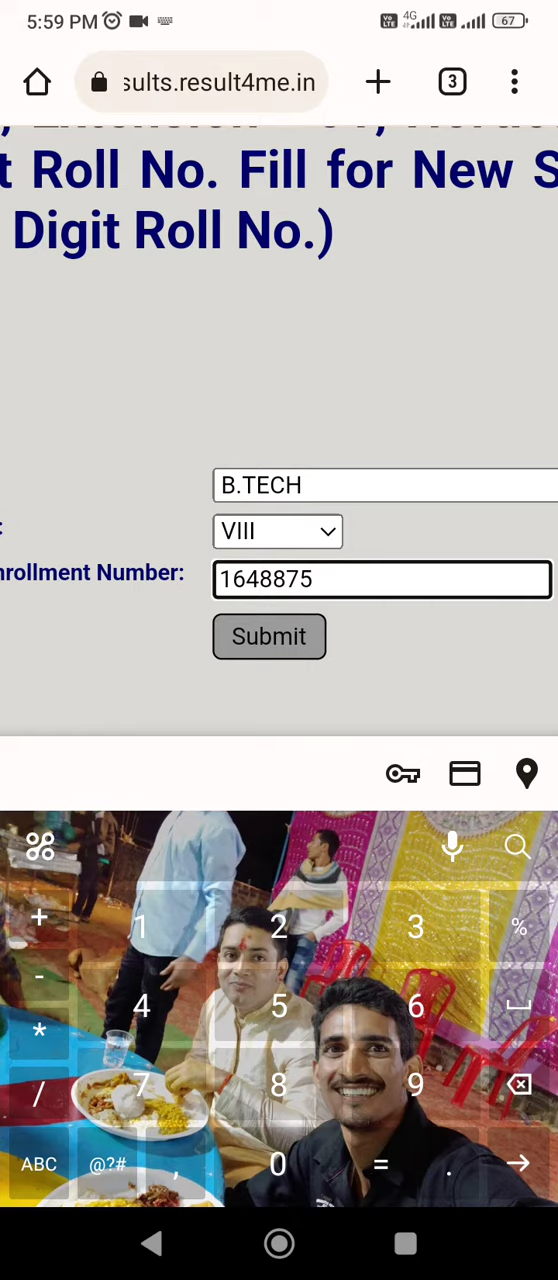 5:59 PM 4G 67
sults.result4me.in 3
t Roll No. Fill for New S
Digit Roll No.)
B.TECH
: VIII
nrollment Number: 1648875
Submit
+ 1 2 3 %
- 4 5 6
* 7 8 9
/
ABC @?# , 0 = .